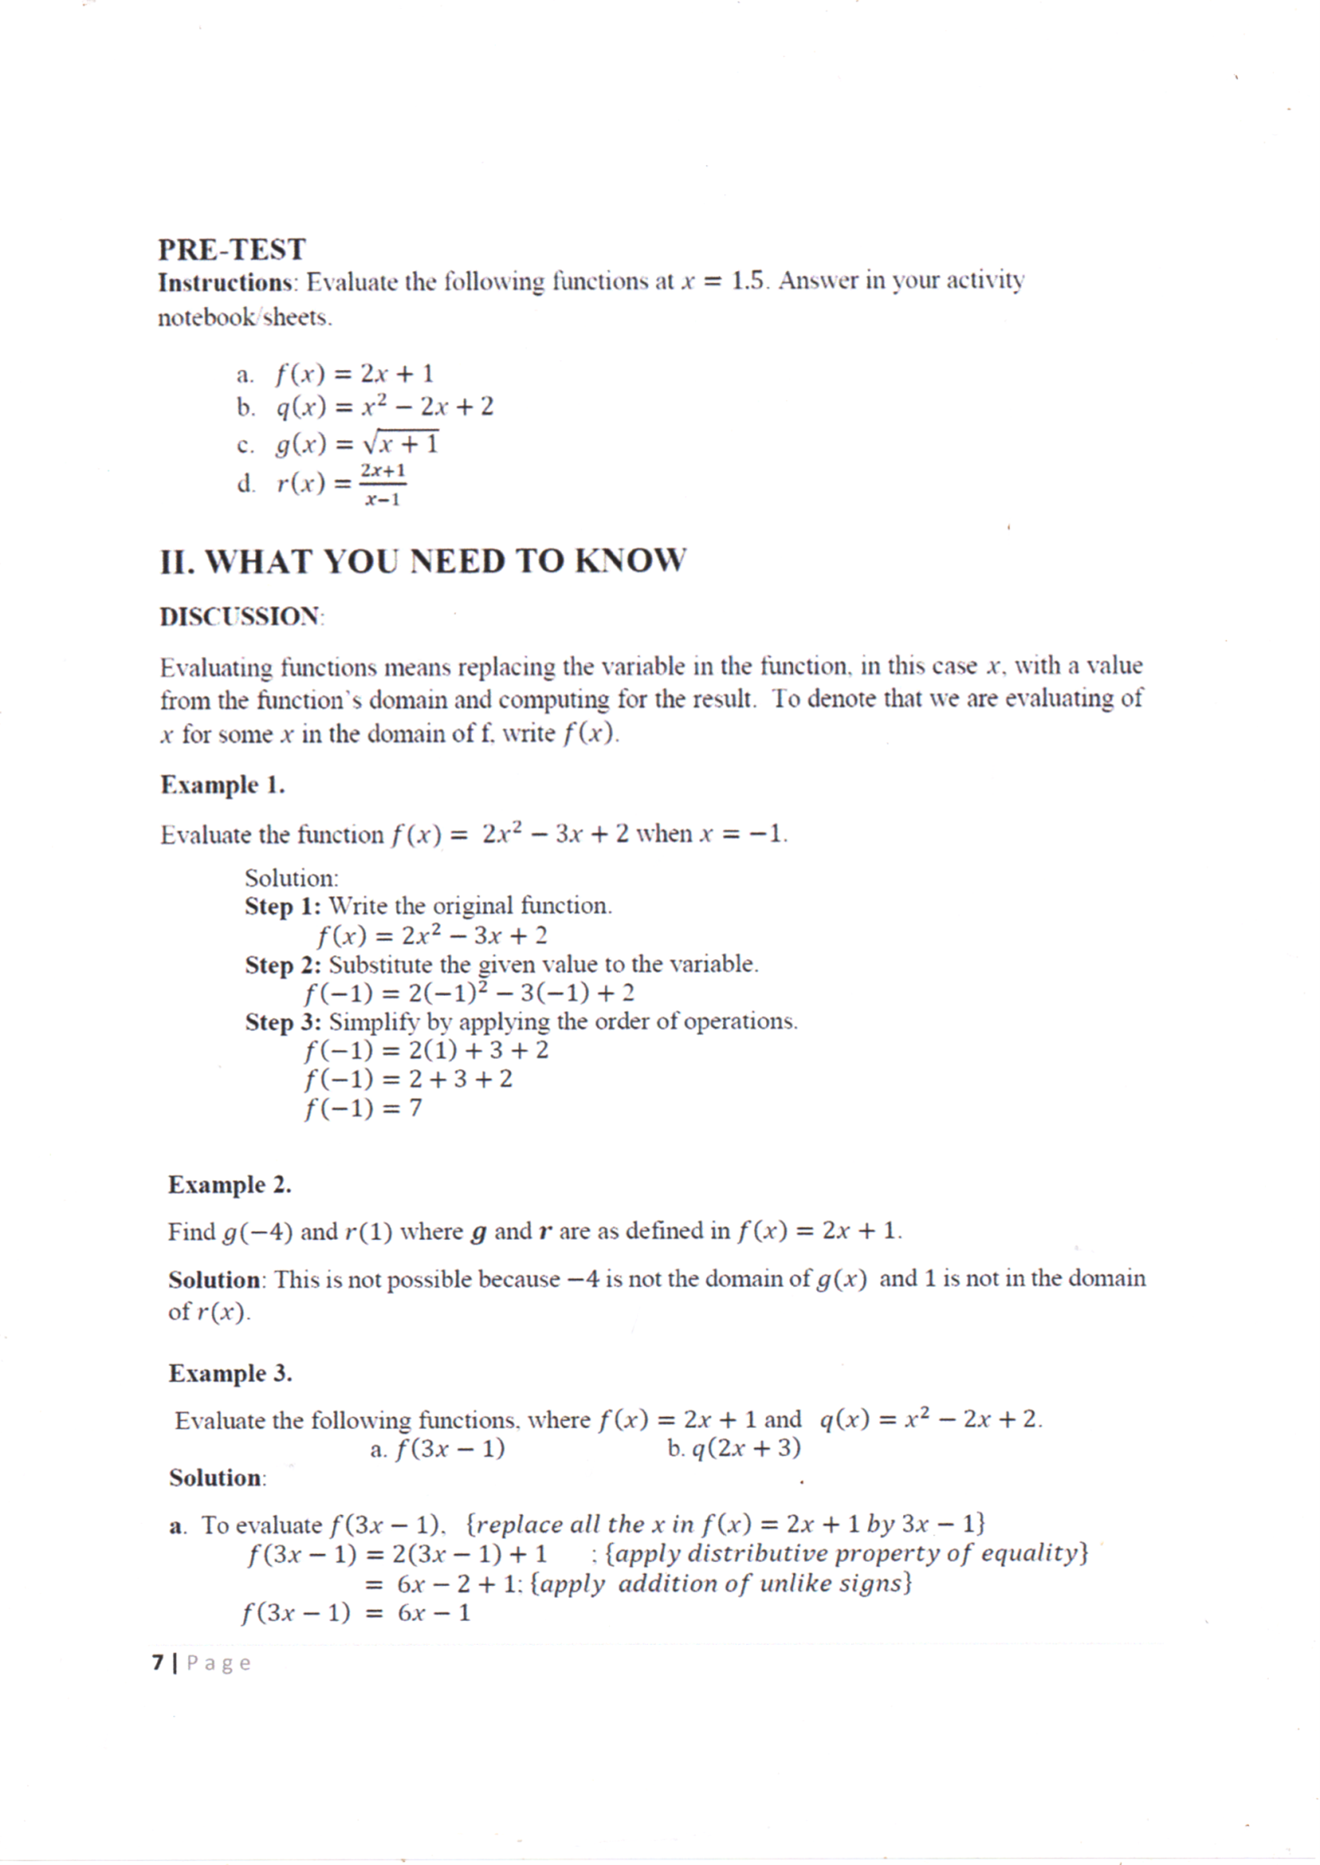 PRE-TEST
Instructions: Evaluate the following functions at x = 1.5. Answer in your activity
notebook/sheets.
a. f(x) = 2x + 1
b. q(x) = x² − 2x + 2
c. g(x) = √(x + 1)
d. r(x) = (2x+1)/(x−1)
II. WHAT YOU NEED TO KNOW
DISCUSSION:
Evaluating functions means replacing the variable in the function, in this case x, with a value
from the function's domain and computing for the result. To denote that we are evaluating of
x for some x in the domain of f, write f(x).
Example 1.
Evaluate the function f(x) = 2x² − 3x + 2 when x = −1.
Solution:
Step 1: Write the original function.
f(x) = 2x² − 3x + 2
Step 2: Substitute the given value to the variable.
f(−1) = 2(−1)² − 3(−1) + 2
Step 3: Simplify by applying the order of operations.
f(−1) = 2(1) + 3 + 2
f(−1) = 2 + 3 + 2
f(−1) = 7
Example 2.
Find g(−4) and r(1) where g and r are as defined in f(x) = 2x + 1.
Solution: This is not possible because −4 is not the domain of g(x) and 1 is not in the domain
of r(x).
Example 3.
Evaluate the following functions, where f(x) = 2x + 1 and q(x) = x² − 2x + 2.
a. f(3x − 1) b. q(2x + 3)
Solution:
a. To evaluate f(3x − 1), {replace all the x in f(x) = 2x + 1 by 3x − 1}
f(3x − 1) = 2(3x − 1) + 1 : {apply distributive property of equality}
= 6x − 2 + 1: {apply addition of unlike signs}
f(3x − 1) = 6x − 1
7 | Page